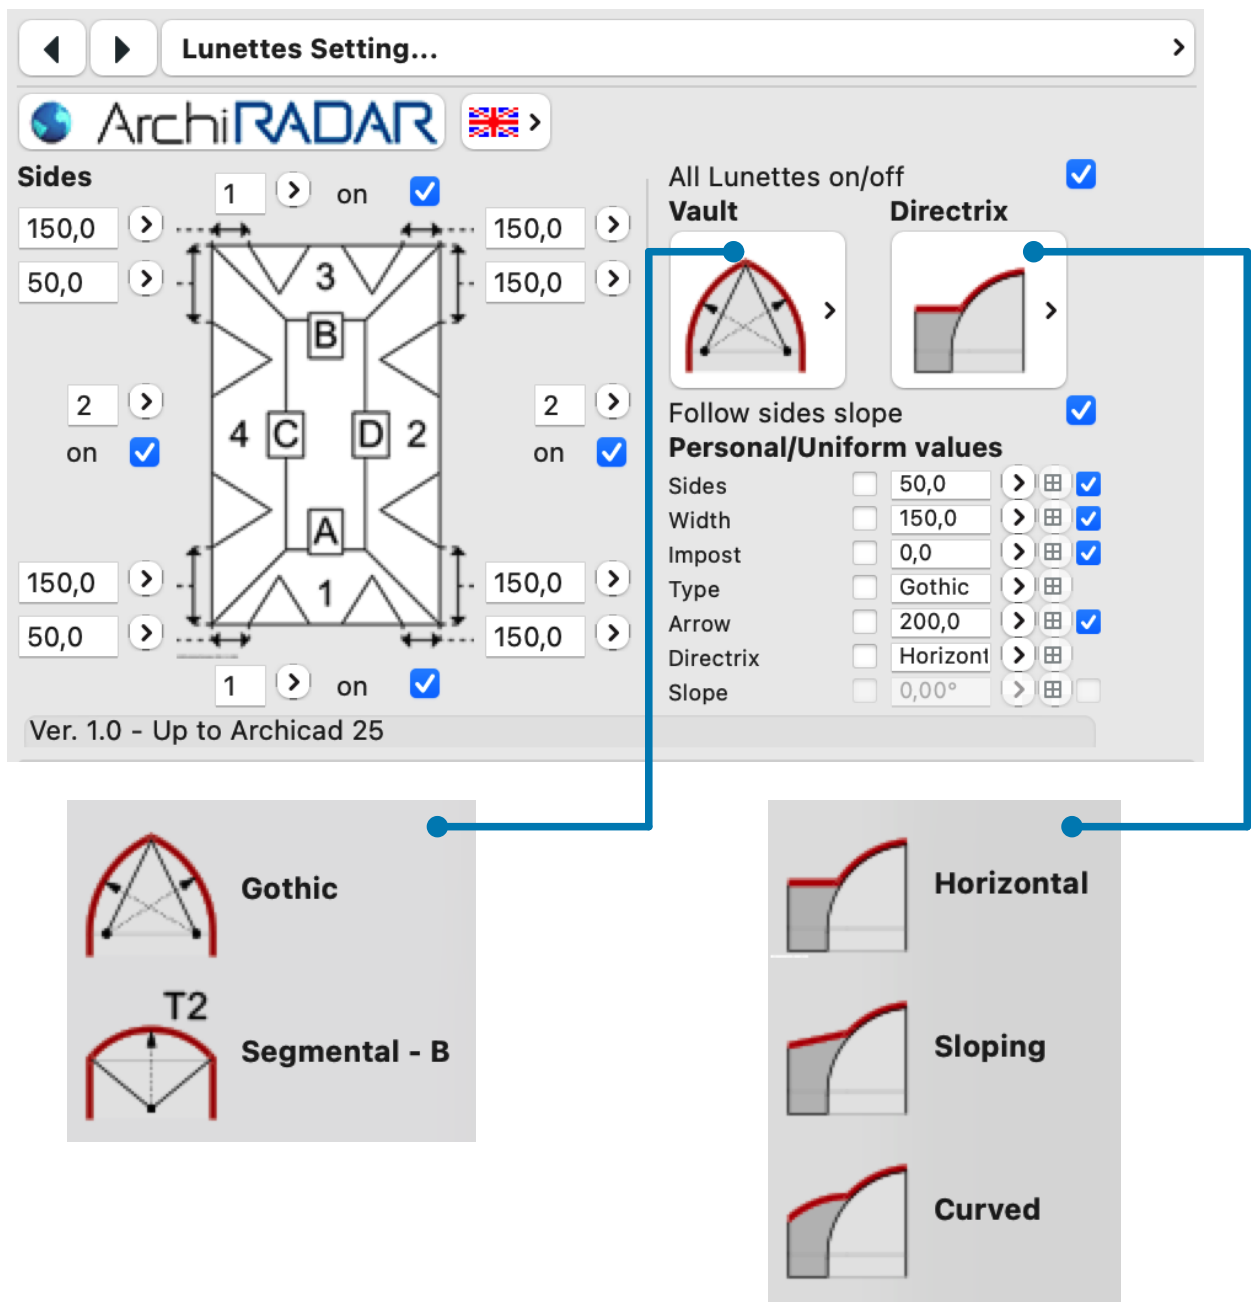 Lunettes Setting...
ArchiRADAR
Sides
1 on
All Lunettes on/off
Vault Directrix
150,0 150,0
50,0 150,0
3
B
2 2
on on
4 C D 2
Follow sides slope
Personal/Uniform values
Sides 50,0
Width 150,0
Impost 0,0
Type Gothic
Arrow 200,0
Directrix Horizont
Slope 0,00°
A
150,0 150,0
1
50,0 150,0
1 on
Ver. 1.0 - Up to Archicad 25
Gothic
T2
Segmental - B
Horizontal
Sloping
Curved